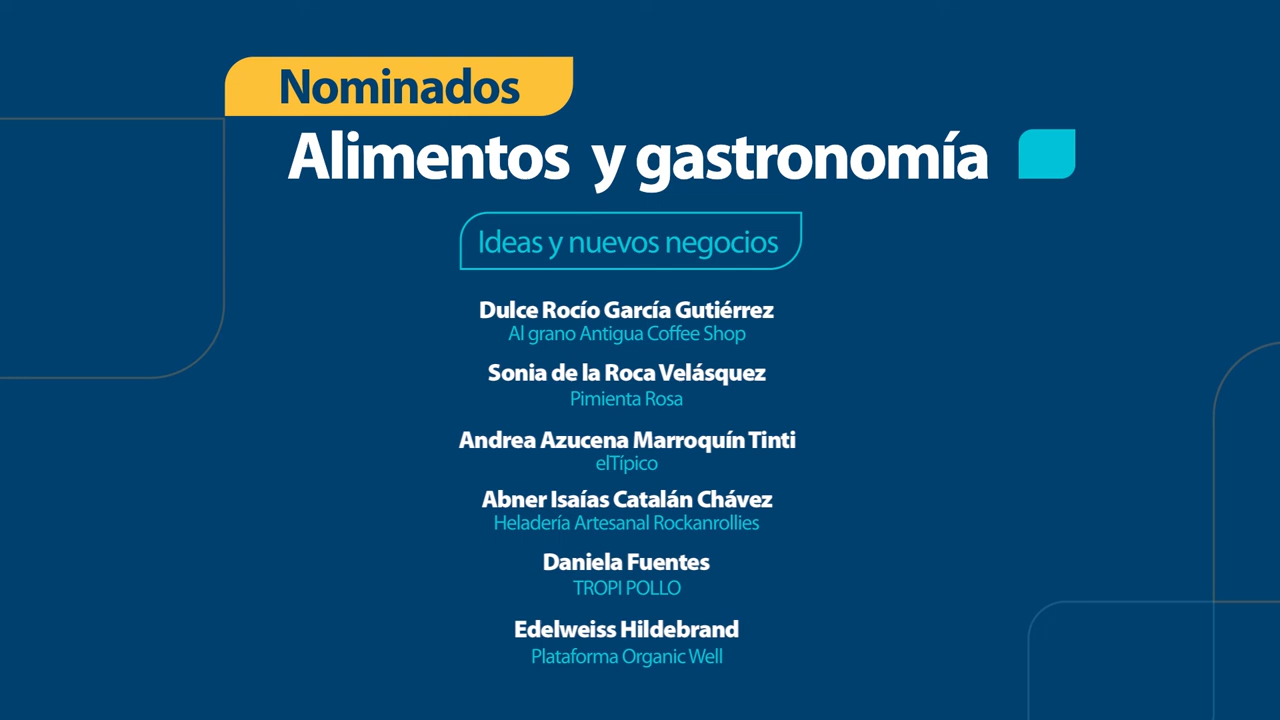 Nominados
Alimentos y gastronomía
Ideas y nuevos negocios
Dulce Rocío García Gutiérrez
Al grano Antigua Coffee Shop
Sonia de la Roca Velásquez
Pimienta Rosa
Andrea Azucena Marroquín Tinti
elTípico
Abner Isaías Catalán Chávez
Heladería Artesanal Rockanrollies
Daniela Fuentes
TROPI POLLO
Edelweiss Hildebrand
Plataforma Organic Well